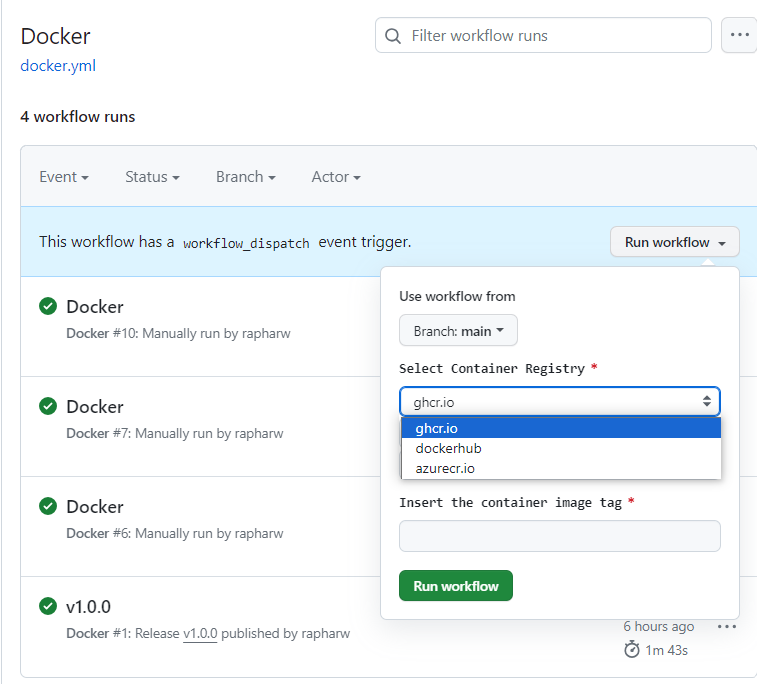 Docker
Filter workflow runs
docker.yml
4 workflow runs
Event Status Branch Actor
This workflow has a workflow_dispatch event trigger.
Run workflow
Use workflow from
Branch: main
Select Container Registry *
ghcr.io
ghcr.io
dockerhub
azurecr.io
Insert the container image tag *
Run workflow
Docker
Docker #10: Manually run by rapharw
Docker
Docker #7: Manually run by rapharw
Docker
Docker #6: Manually run by rapharw
v1.0.0
Docker #1: Release v1.0.0 published by rapharw
6 hours ago
1m 43s